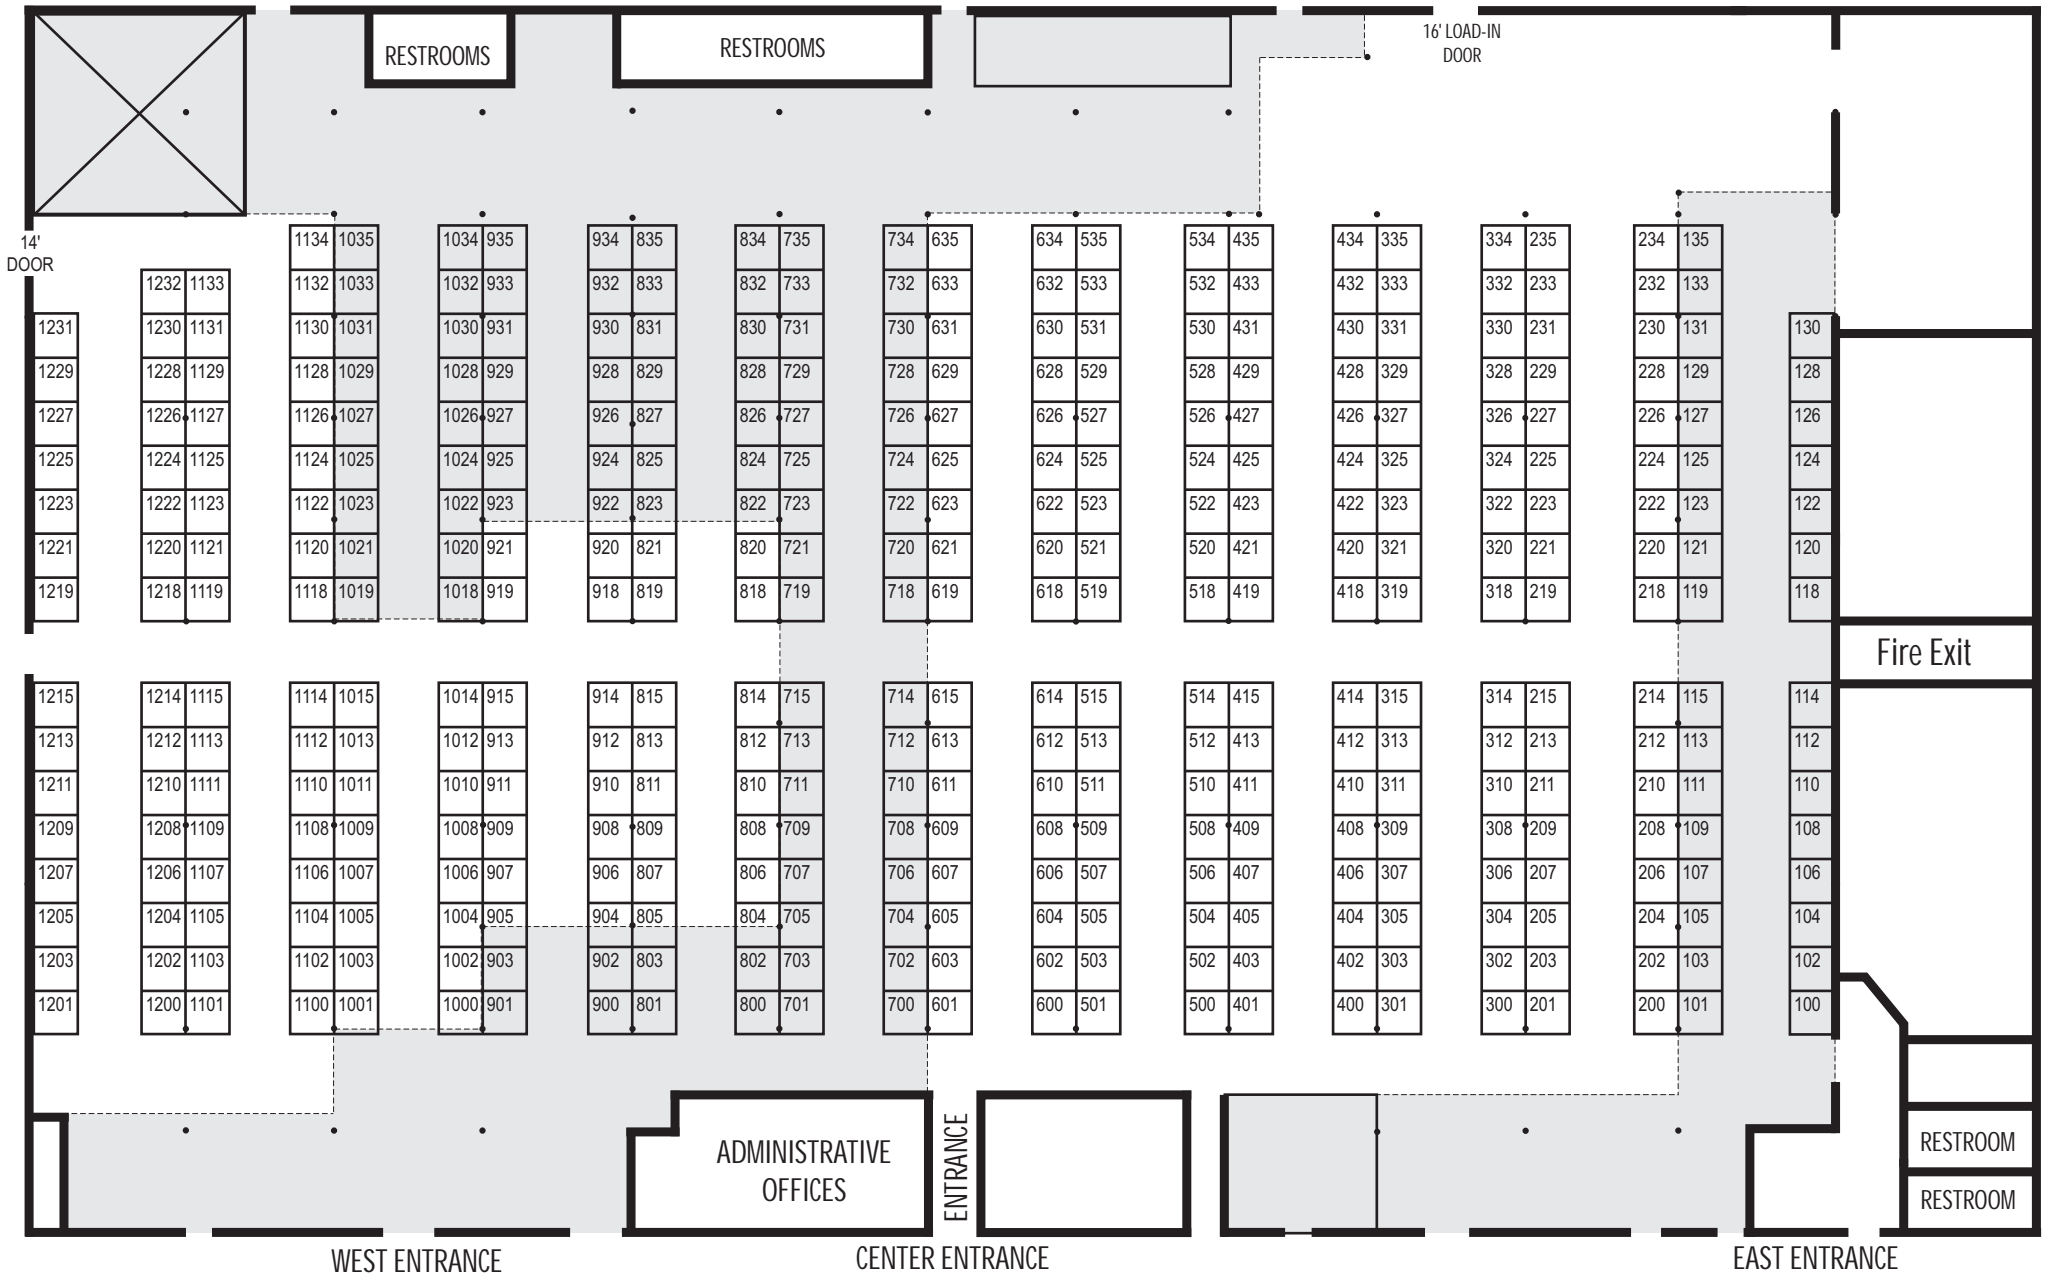 RESTROOMS
RESTROOMS
16' LOAD-IN
DOOR
14'
DOOR
1134 1035 1034 935 934 835 834 735 734 635 634 535 534 435 434 335 334 235 234 135
1232 1133 1132 1033 1032 933 932 833 832 733 732 633 632 533 532 433 432 333 332 233 232 133
1231 1230 1131 1130 1031 1030 931 930 831 830 731 730 631 630 531 530 431 430 331 330 231 230 131 130
1229 1228 1129 1128 1029 1028 929 928 829 828 729 728 629 628 529 528 429 428 329 328 229 228 129 128
1227 1226 1127 1126 1027 1026 927 926 827 826 727 726 627 626 527 526 427 426 327 326 227 226 127 126
1225 1224 1125 1124 1025 1024 925 924 825 824 725 724 625 624 525 524 425 424 325 324 225 224 125 124
1223 1222 1123 1122 1023 1022 923 922 823 822 723 722 623 622 523 522 423 422 323 322 223 222 123 122
1221 1220 1121 1120 1021 1020 921 920 821 820 721 720 621 620 521 520 421 420 321 320 221 220 121 120
1219 1218 1119 1118 1019 1018 919 918 819 818 719 718 619 618 519 518 419 418 319 318 219 218 119 118
Fire Exit
1215 1214 1115 1114 1015 1014 915 914 815 814 715 714 615 614 515 514 415 414 315 314 215 214 115 114
1213 1212 1113 1112 1013 1012 913 912 813 812 713 712 613 612 513 512 413 412 313 312 213 212 113 112
1211 1210 1111 1110 1011 1010 911 910 811 810 711 710 611 610 511 510 411 410 311 310 211 210 111 110
1209 1208 1109 1108 1009 1008 909 908 809 808 709 708 609 608 509 508 409 408 309 308 209 208 109 108
1207 1206 1107 1106 1007 1006 907 906 807 806 707 706 607 606 507 506 407 406 307 306 207 206 107 106
1205 1204 1105 1104 1005 1004 905 904 805 804 705 704 605 604 505 504 405 404 305 304 205 204 105 104
1203 1202 1103 1102 1003 1002 903 902 803 802 703 702 603 602 503 502 403 402 303 302 203 202 103 102
1201 1200 1101 1100 1001 1000 901 900 801 800 701 700 601 600 501 500 401 400 301 300 201 200 101 100
ADMINISTRATIVE
OFFICES
ENTRANCE
RESTROOM
RESTROOM
WEST ENTRANCE
CENTER ENTRANCE
EAST ENTRANCE